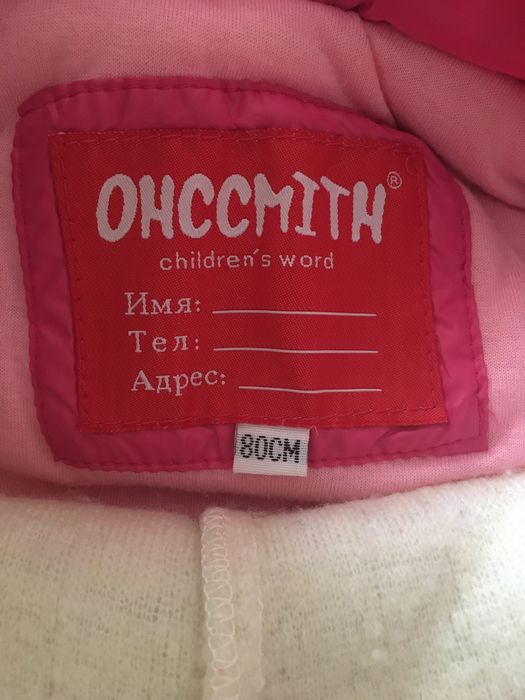 OHCCMITH®
children's word
Имя:
Тел:
Адрес:
80CM